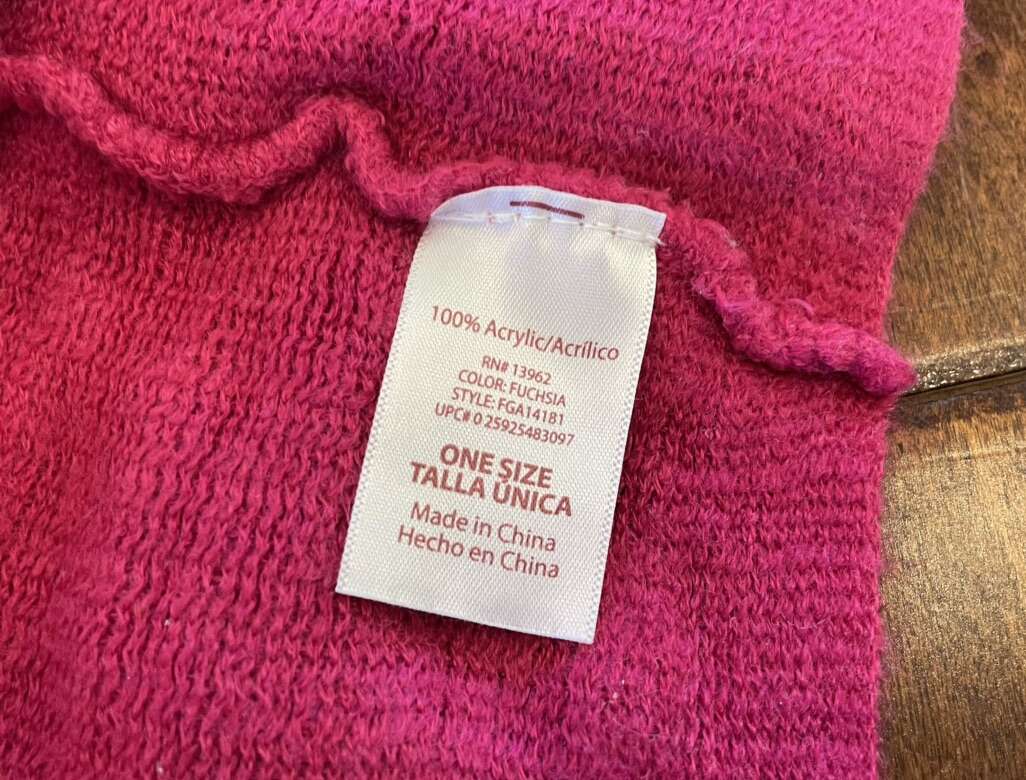 100% Acrylic/Acrílico
RN# 13962
COLOR: FUCHSIA
STYLE: FGA14181
UPC# 0 25925483097
ONE SIZE
TALLA ÚNICA
Made in China
Hecho en China